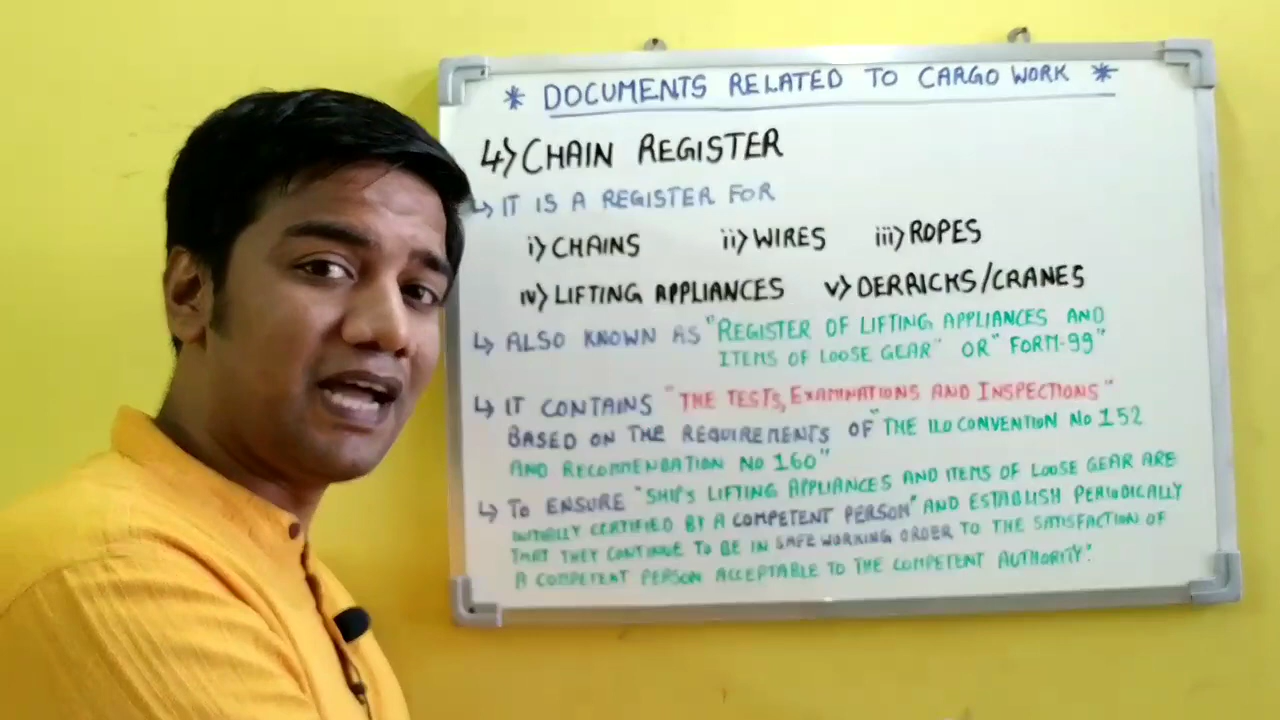 * DOCUMENTS RELATED TO CARGO WORK *
4) CHAIN REGISTER
↳ IT IS A REGISTER FOR
i) CHAINS ii) WIRES iii) ROPES
iv) LIFTING APPLIANCES v) DERRICKS/CRANES
↳ ALSO KNOWN AS "REGISTER OF LIFTING APPLIANCES AND
ITEMS OF LOOSE GEAR" OR "FORM-99"
↳ IT CONTAINS "THE TESTS, EXAMINATIONS AND INSPECTIONS"
BASED ON THE REQUIREMENTS OF "THE ILO CONVENTION No 152
AND RECOMMENDATION NO 160"
↳ TO ENSURE "SHIP'S LIFTING APPLIANCES AND ITEMS OF LOOSE GEAR ARE
INITIALLY CERTIFIED BY A COMPETENT PERSON" AND ESTABLISH PERIODICALLY
THAT THEY CONTINUE TO BE IN SAFE WORKING ORDER TO THE SATISFACTION OF
A COMPETENT PERSON ACCEPTABLE TO THE COMPETENT AUTHORITY."